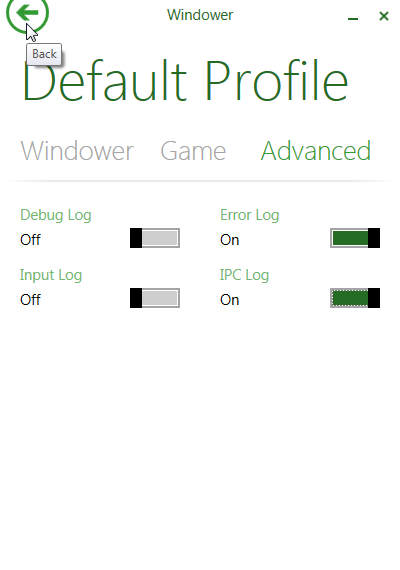 Windower
Back
Default Profile
Windower Game Advanced
Debug Log Error Log
Off On
Input Log IPC Log
Off On